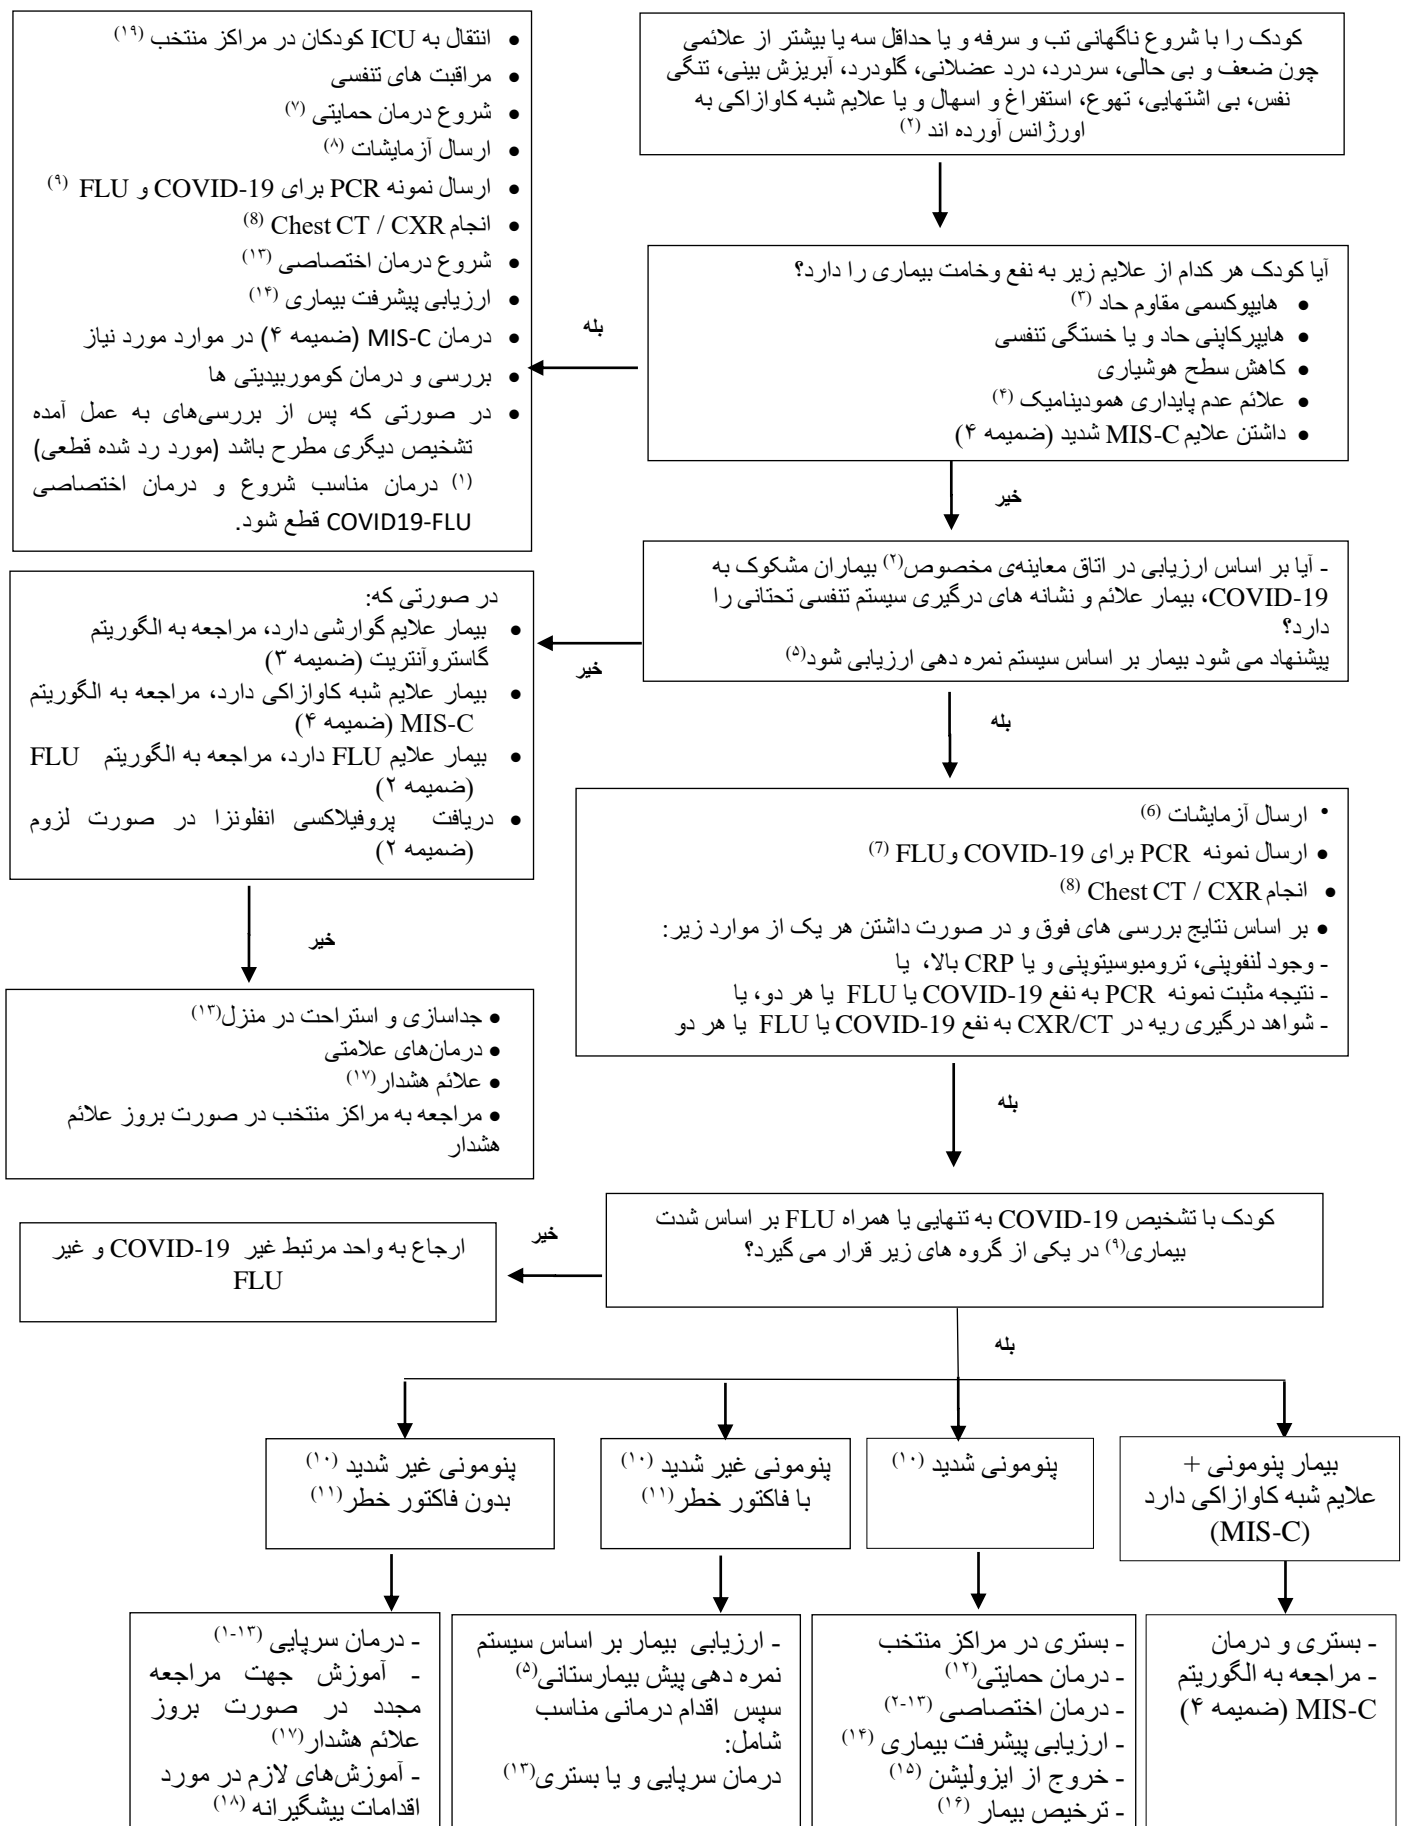 کودک را با شروع ناگهانی تب و سرفه و یا حداقل سه یا بیشتر از علائمی
چون ضعف و بی حالی، سردرد، درد عضلانی، گلودرد، آبریزش بینی، تنگی
نفس، بی اشتهایی، تهوع، استفراغ و اسهال و یا علایم شبه کاوازاکی به
اورژانس آورده اند (۲)
• انتقال به ICU کودکان در مراکز منتخب (۱۹)
• مراقبت های تنفسی
• شروع درمان حمایتی (۷)
• ارسال آزمایشات (۸)
• ارسال نمونه PCR برای COVID-19 و FLU (۹)
• انجام Chest CT / CXR (8)
• شروع درمان اختصاصی (۱۳)
• ارزیابی پیشرفت بیماری (۱۴)
• درمان MIS-C (ضمیمه ۴) در موارد مورد نیاز
• بررسی و درمان کوموربیدیتی ها
• در صورتی که پس از بررسی‌های به عمل آمده
تشخیص دیگری مطرح باشد (مورد رد شده قطعی)
(۱) درمان مناسب شروع و درمان اختصاصی
COVID19-FLU قطع شود.
آیا کودک هر کدام از علایم زیر به نفع وخامت بیماری را دارد؟
• هایپوکسمی مقاوم حاد (۳)
• هایپرکاپنی حاد و یا خستگی تنفسی
• کاهش سطح هوشیاری
• علائم عدم پایداری همودینامیک (۴)
• داشتن علایم MIS-C شدید (ضمیمه ۴)
بله
خیر
- آیا بر اساس ارزیابی در اتاق معاینه‌ی مخصوص(۲) بیماران مشکوک به
COVID-19، بیمار علائم و نشانه های درگیری سیستم تنفسی تحتانی را
دارد؟
پیشنهاد می شود بیمار بر اساس سیستم نمره دهی ارزیابی شود(۵)
خیر
در صورتی که:
• بیمار علایم گوارشی دارد، مراجعه به الگوریتم
گاستروآنتریت (ضمیمه ۳)
• بیمار علایم شبه کاوازاکی دارد، مراجعه به الگوریتم
MIS-C (ضمیمه ۴)
• بیمار علایم FLU دارد، مراجعه به الگوریتم FLU
(ضمیمه ۲)
• دریافت پروفیلاکسی انفلونزا در صورت لزوم
(ضمیمه ۲)
خیر
• جداسازی و استراحت در منزل(۱۳)
• درمان‌های علامتی
• علائم هشدار(۱۷)
• مراجعه به مراکز منتخب در صورت بروز علائم
هشدار
بله
• ارسال آزمایشات (6)
• ارسال نمونه PCR برای COVID-19 وFLU (7)
• انجام Chest CT / CXR (8)
• بر اساس نتایج بررسی های فوق و در صورت داشتن هر یک از موارد زیر:
- وجود لنفوپنی، ترومبوسیتوپنی و یا CRP بالا، یا
- نتیجه مثبت نمونه PCR به نفع COVID-19 یا FLU یا هر دو، یا
- شواهد درگیری ریه در CXR/CT به نفع COVID-19 یا FLU یا هر دو
بله
کودک با تشخیص COVID-19 به تنهایی یا همراه FLU بر اساس شدت
بیماری(۹) در یکی از گروه های زیر قرار می گیرد؟
خیر
ارجاع به واحد مرتبط غیر COVID-19 و غیر
FLU
بله
بیمار پنومونی +
علایم شبه کاوازاکی دارد
(MIS-C)
پنومونی شدید (۱۰)
پنومونی غیر شدید (۱۰)
با فاکتور خطر(۱۱)
پنومونی غیر شدید (۱۰)
بدون فاکتور خطر(۱۱)
- بستری و درمان
- مراجعه به الگوریتم
MIS-C (ضمیمه ۴)
- بستری در مراکز منتخب
- درمان حمایتی(۱۲)
- درمان اختصاصی (۱۳-۲)
- ارزیابی پیشرفت بیماری (۱۴)
- خروج از ایزولیشن (۱۵)
- ترخیص بیمار (۱۶)
- ارزیابی بیمار بر اساس سیستم
نمره دهی پیش بیمارستانی(۵)
سپس اقدام درمانی مناسب
شامل:
درمان سرپایی و یا بستری(۱۳)
- درمان سرپایی (۱۳-۱)
- آموزش جهت مراجعه
مجدد در صورت بروز
علائم هشدار(۱۷)
- آموزش‌های لازم در مورد
اقدامات پیشگیرانه (۱۸)